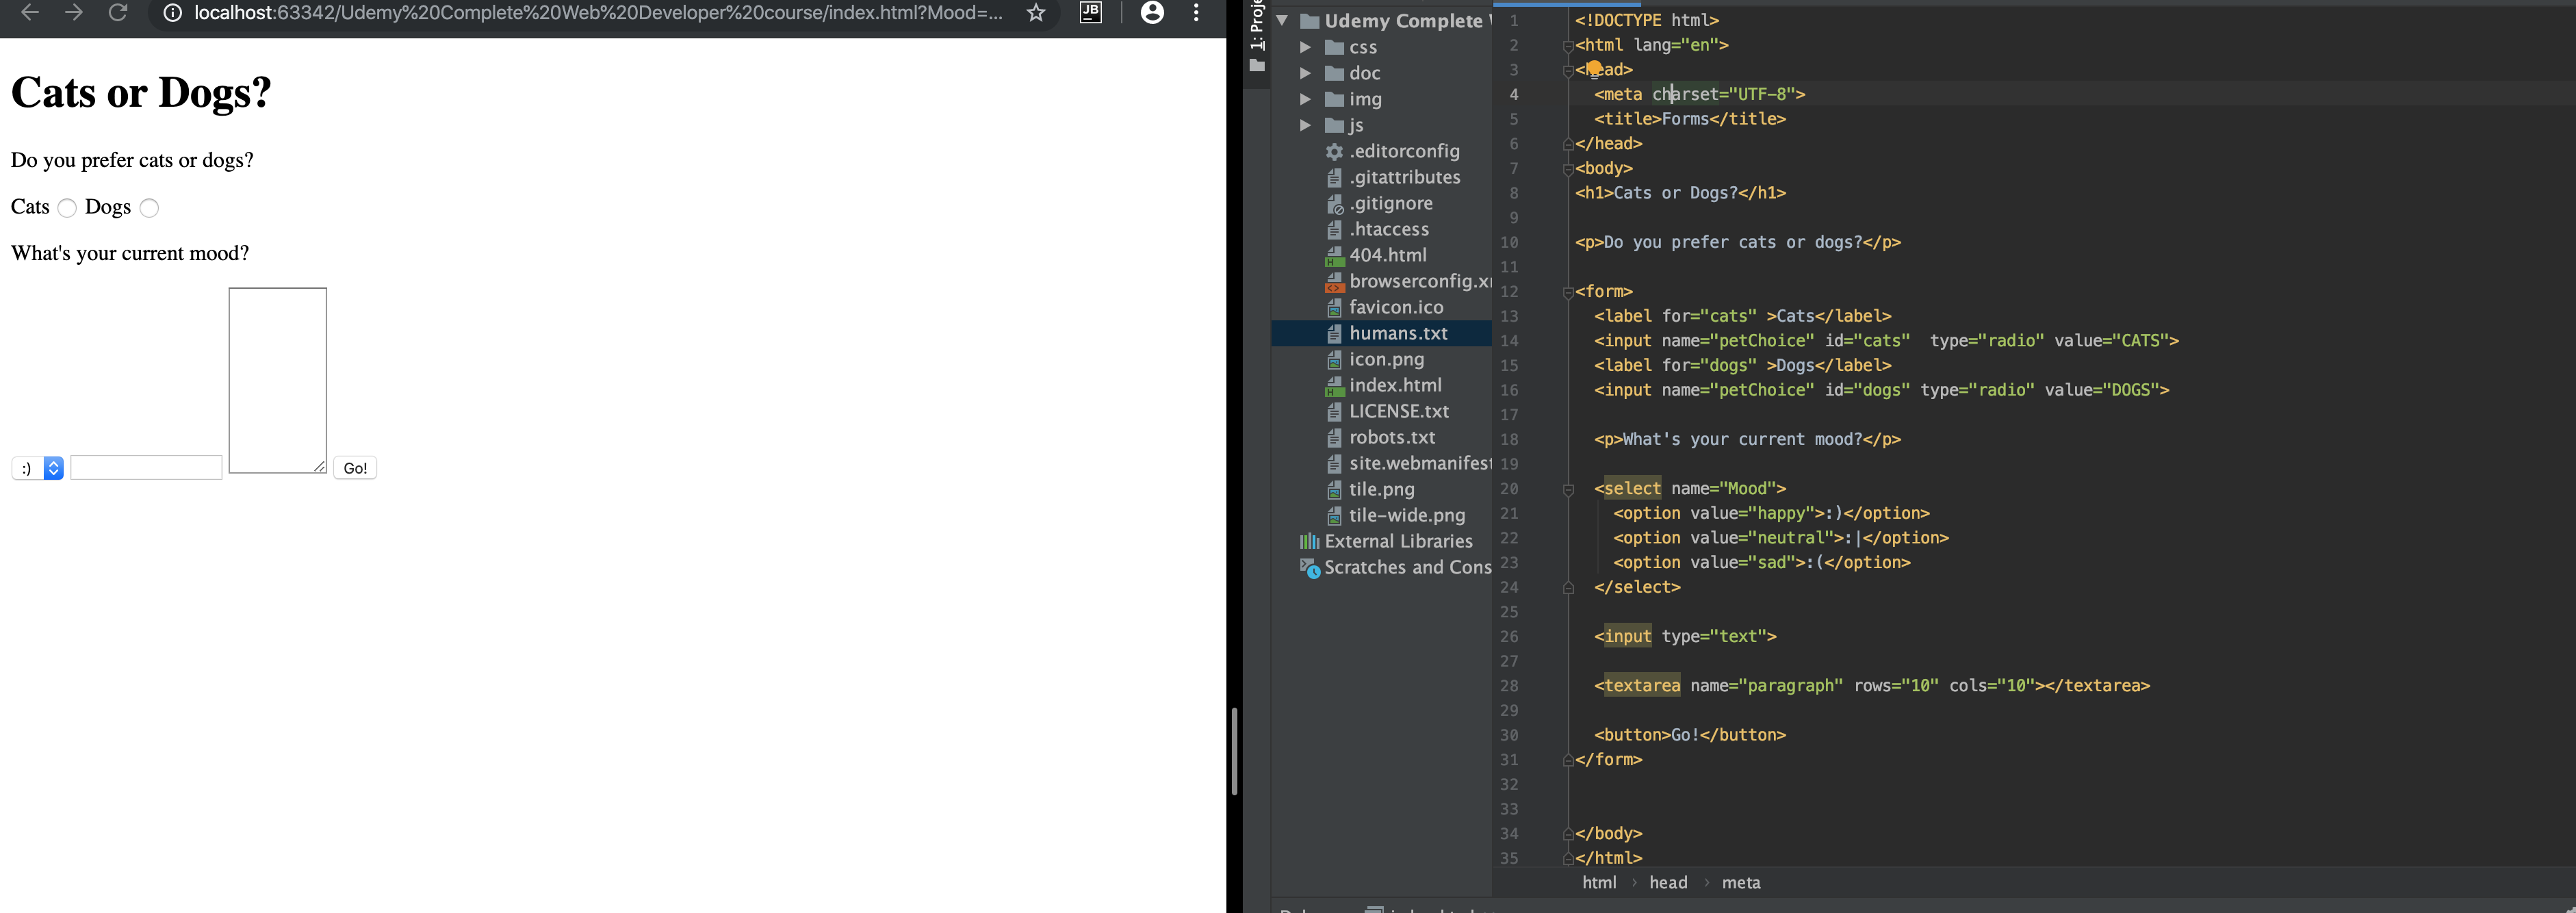 localhost:63342/Udemy%20Complete%20Web%20Developer%20course/index.html?Mood=...
JB
Cats or Dogs?
Do you prefer cats or dogs?
Cats Dogs
What's your current mood?
:) Go!
1: Proje
Udemy Complete
css
doc
img
js
.editorconfig
.gitattributes
.gitignore
.htaccess
404.html
browserconfig.x
favicon.ico
humans.txt
icon.png
index.html
LICENSE.txt
robots.txt
site.webmanifest
tile.png
tile-wide.png
External Libraries
Scratches and Cons
1 <!DOCTYPE html>
2 <html lang="en">
3 <head>
4 <meta charset="UTF-8">
5 <title>Forms</title>
6 </head>
7 <body>
8 <h1>Cats or Dogs?</h1>
9
10 <p>Do you prefer cats or dogs?</p>
11
12 <form>
13 <label for="cats" >Cats</label>
14 <input name="petChoice" id="cats"  type="radio" value="CATS">
15 <label for="dogs" >Dogs</label>
16 <input name="petChoice" id="dogs" type="radio" value="DOGS">
17
18 <p>What's your current mood?</p>
19
20 <select name="Mood">
21 <option value="happy">:)</option>
22 <option value="neutral">:|</option>
23 <option value="sad">:(</option>
24 </select>
25
26 <input type="text">
27
28 <textarea name="paragraph" rows="10" cols="10"></textarea>
29
30 <button>Go!</button>
31 </form>
32
33
34 </body>
35 </html>
html › head › meta